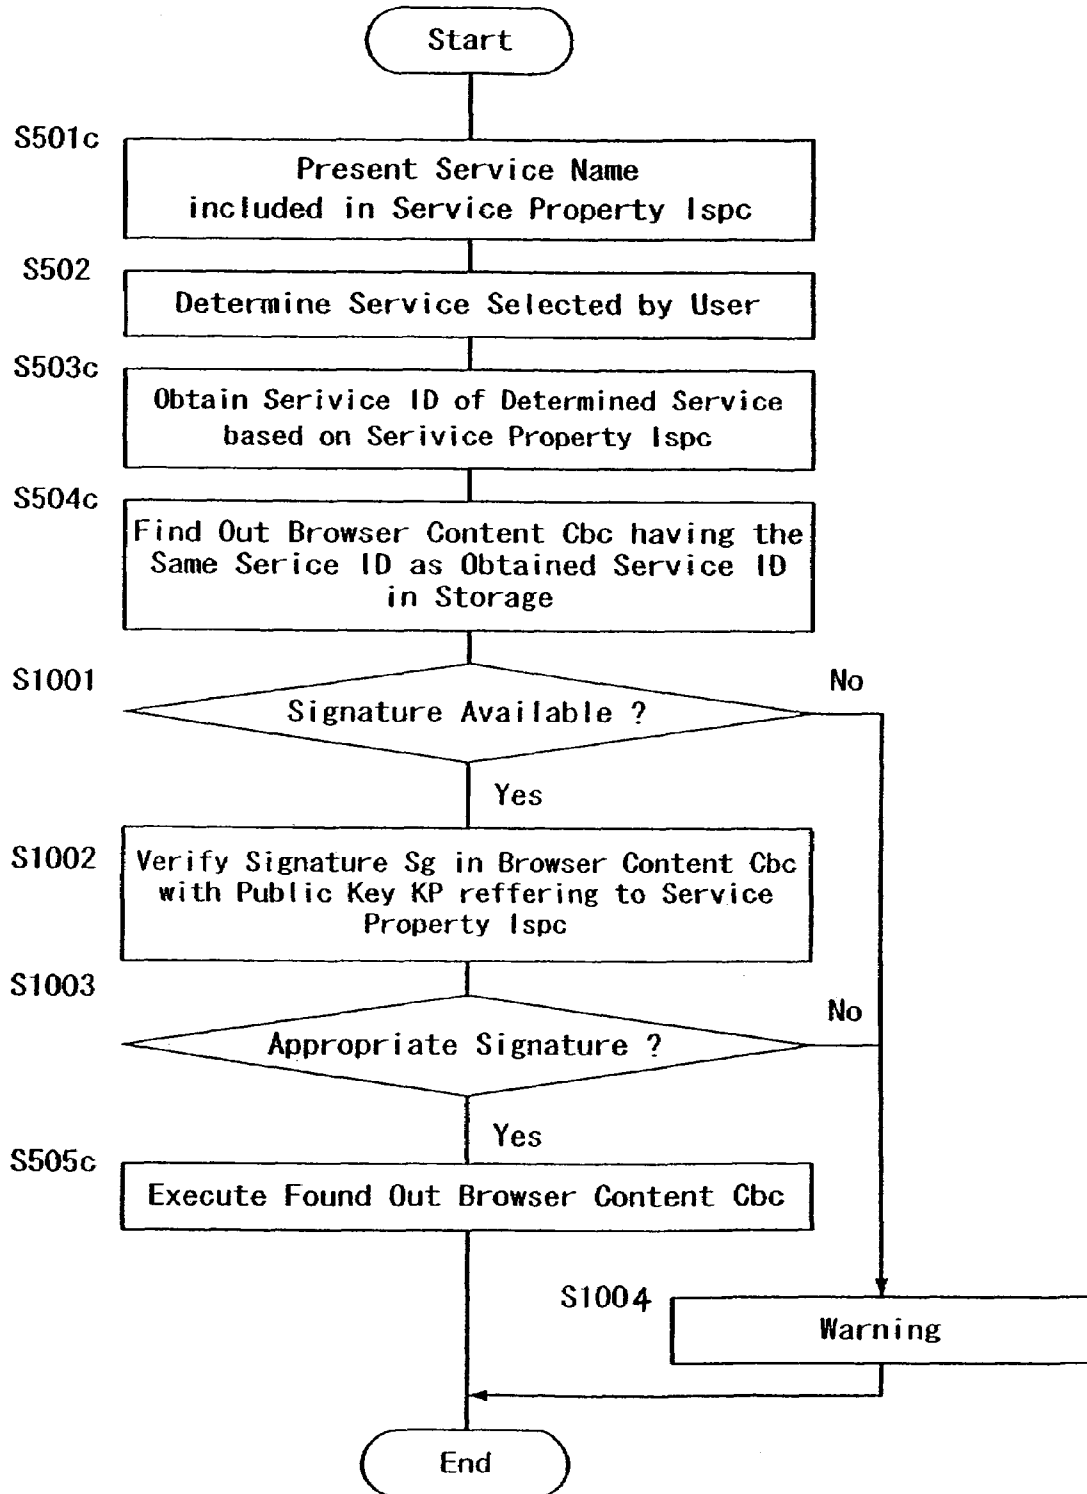 Start
S501c
Present Service Name
included in Service Property Ispc
S502
Determine Service Selected by User
S503c
Obtain Serivice ID of Determined Service
based on Serivice Property Ispc
S504c
Find Out Browser Content Cbc having the
Same Serice ID as Obtained Service ID
in Storage
S1001
Signature Available ?
No
Yes
S1002
Verify Signature Sg in Browser Content Cbc
with Public Key KP reffering to Service
Property Ispc
S1003
Appropriate Signature ?
No
Yes
S505c
Execute Found Out Browser Content Cbc
S1004
Warning
End